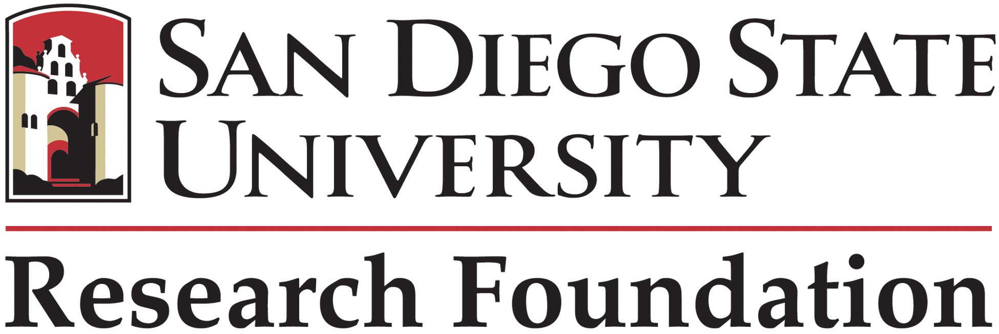 SAN DIEGO STATE
UNIVERSITY
Research Foundation